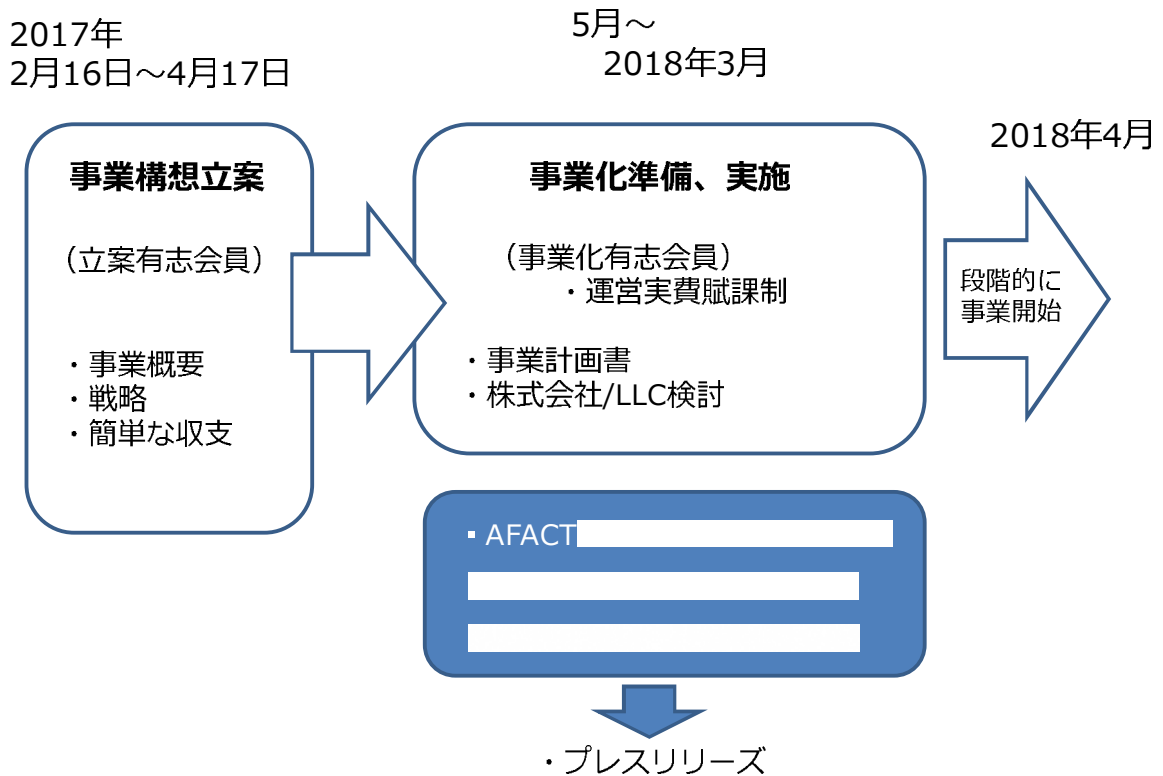 2017年
2月16日～4月17日
5月～
2018年3月
2018年4月
事業構想立案
（立案有志会員）
・事業概要
・戦略
・簡単な収支
事業化準備、実施
（事業化有志会員）
・運営実費賦課制
・事業計画書
・株式会社/LLC検討
段階的に
事業開始
▪ AFACT
・プレスリリーズ